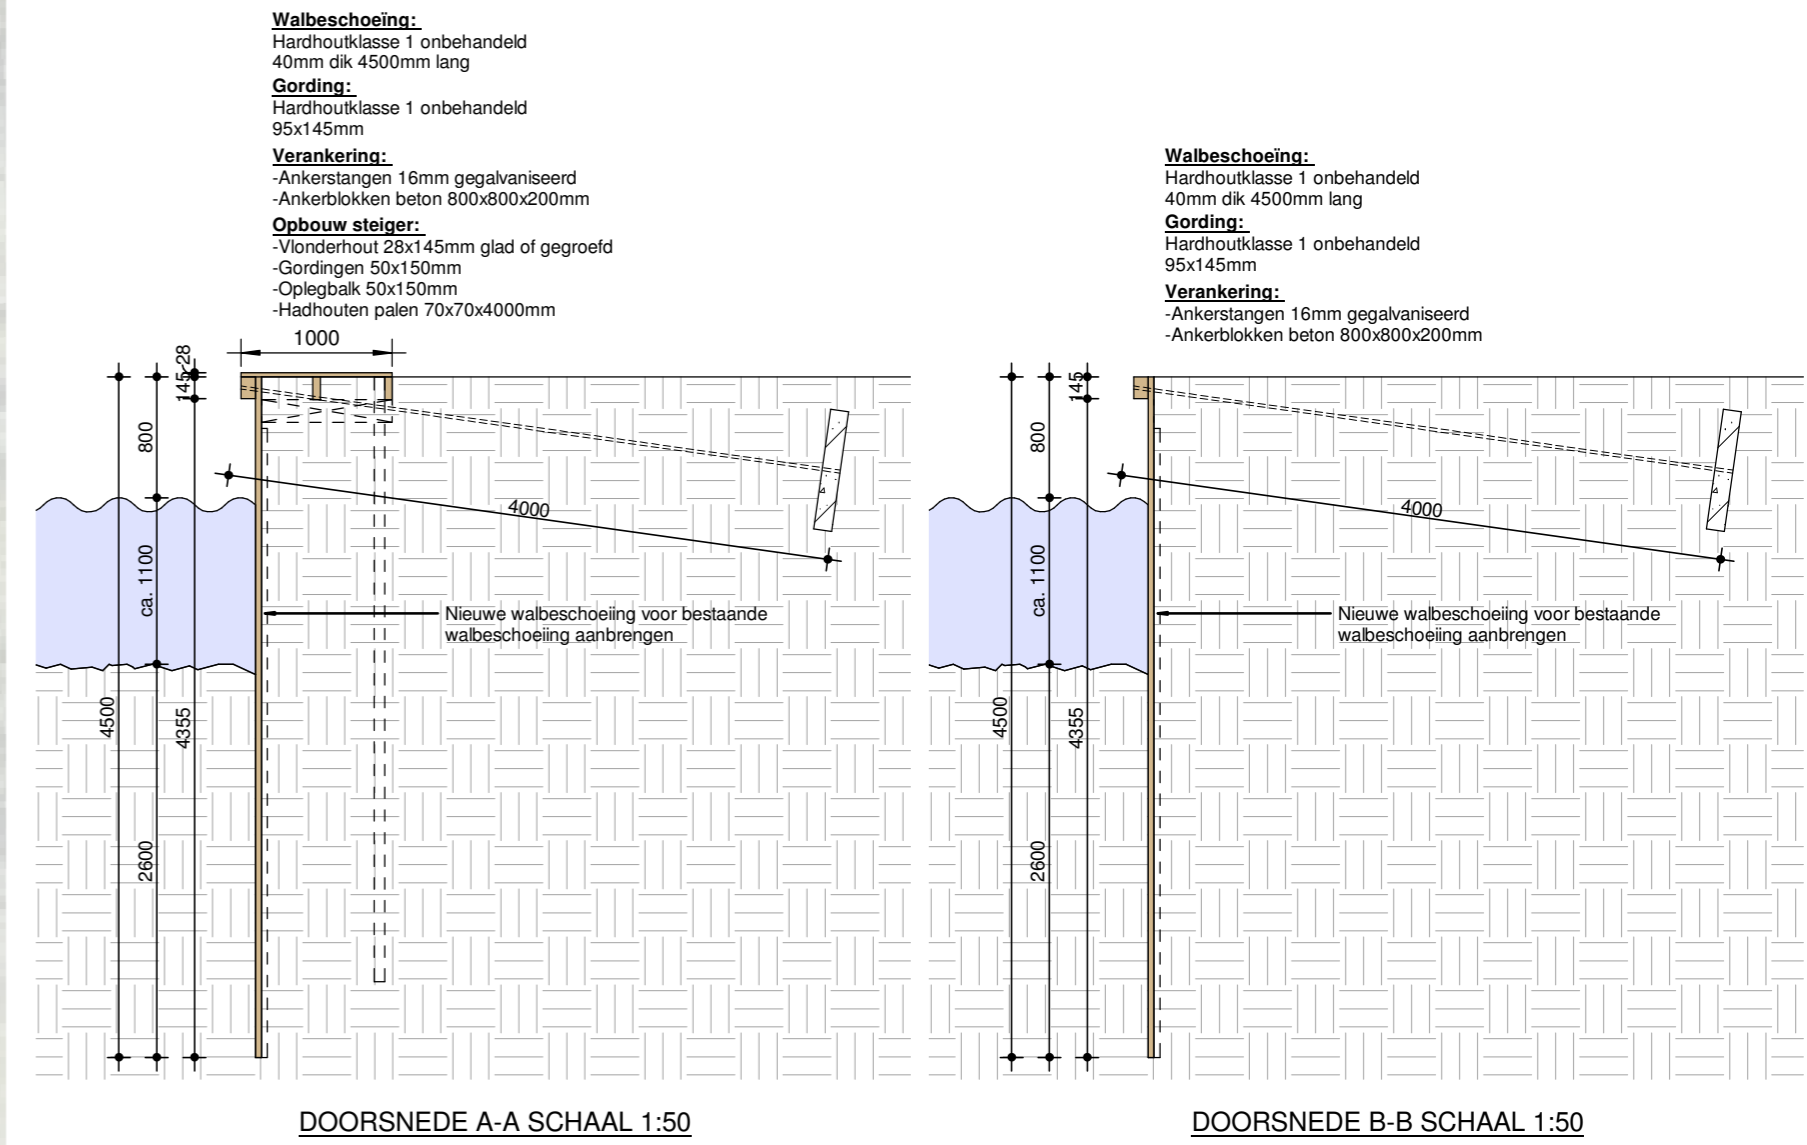 Walbeschoeïng:
Hardhoutklasse 1 onbehandeld
40mm dik 4500mm lang
Gording:
Hardhoutklasse 1 onbehandeld
95x145mm
Verankering:
-Ankerstangen 16mm gegalvaniseerd
-Ankerblokken beton 800x800x200mm
Opbouw steiger:
-Vlonderhout 28x145mm glad of gegroefd
-Gordingen 50x150mm
-Oplegbalk 50x150mm
-Hadhouten palen 70x70x4000mm
1000
28
145
800
4000
ca. 1100
Nieuwe walbeschoeiing voor bestaande
walbeschoeiing aanbrengen
4500
4355
2600
DOORSNEDE A-A SCHAAL 1:50
Walbeschoeïng:
Hardhoutklasse 1 onbehandeld
40mm dik 4500mm lang
Gording:
Hardhoutklasse 1 onbehandeld
95x145mm
Verankering:
-Ankerstangen 16mm gegalvaniseerd
-Ankerblokken beton 800x800x200mm
145
800
4000
ca. 1100
Nieuwe walbeschoeiing voor bestaande
walbeschoeiing aanbrengen
4500
4355
2600
DOORSNEDE B-B SCHAAL 1:50